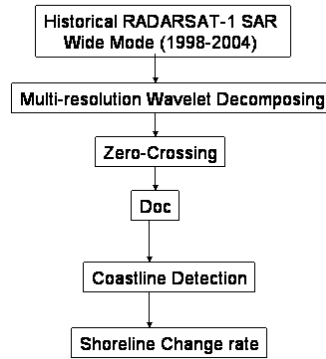 Historical RADARSAT-1 SAR
Wide Mode (1998-2004)
Multi-resolution Wavelet Decomposing
Zero-Crossing
Doc
Coastline Detection
Shoreline Change rate